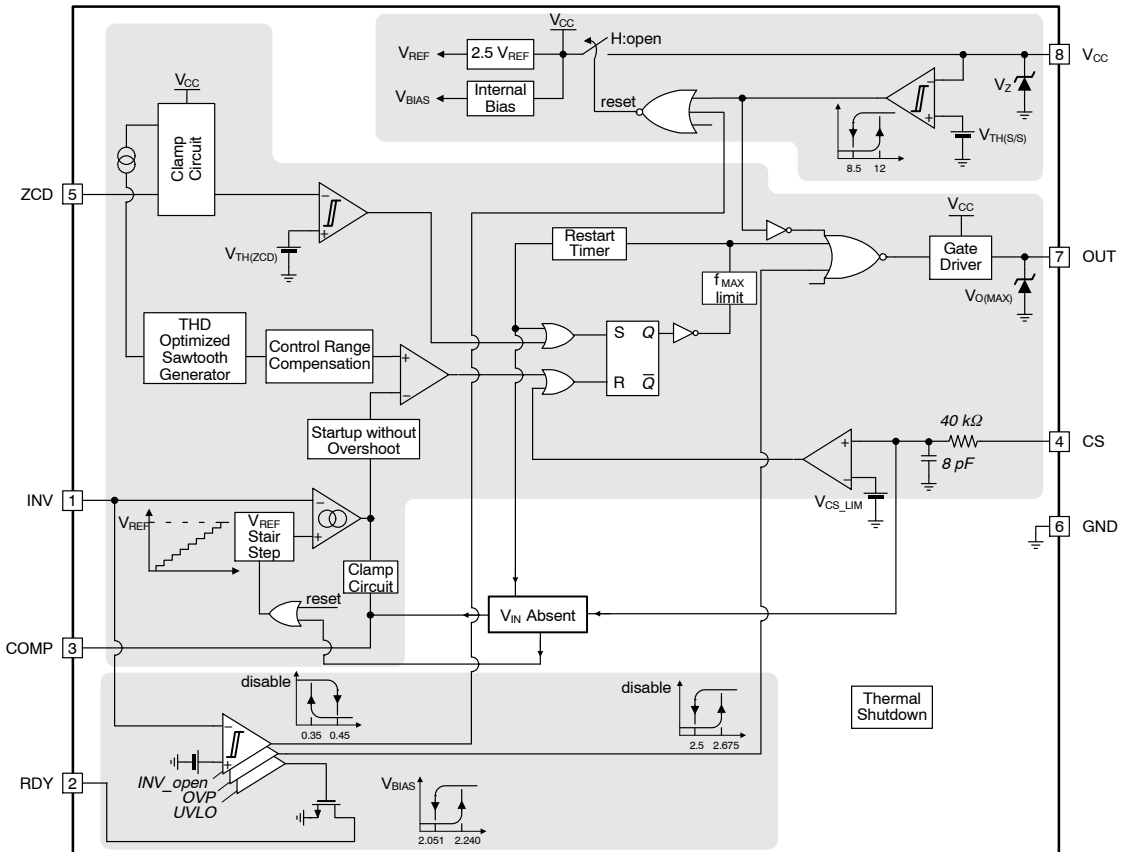 V_CC
H:open
V_REF
2.5 V_REF
8
V_CC
V_Z
V_BIAS
Internal
Bias
reset
V_TH(S/S)
8.5 12
V_CC
Clamp
Circuit
ZCD
5
V_TH(ZCD)
Restart
Timer
V_CC
Gate
Driver
7
OUT
V_O(MAX)
f_MAX
limit
THD
Optimized
Sawtooth
Generator
Control Range
Compensation
S Q
R Q̅
Startup without
Overshoot
40 kΩ
4
CS
8 pF
V_CS_LIM
INV
1
V_REF
V_REF
Stair
Step
6
GND
Clamp
Circuit
reset
V_IN Absent
COMP
3
disable
0.35 0.45
disable
2.5 2.675
Thermal
Shutdown
RDY
2
INV_open
OVP
UVLO
V_BIAS
2.051 2.240